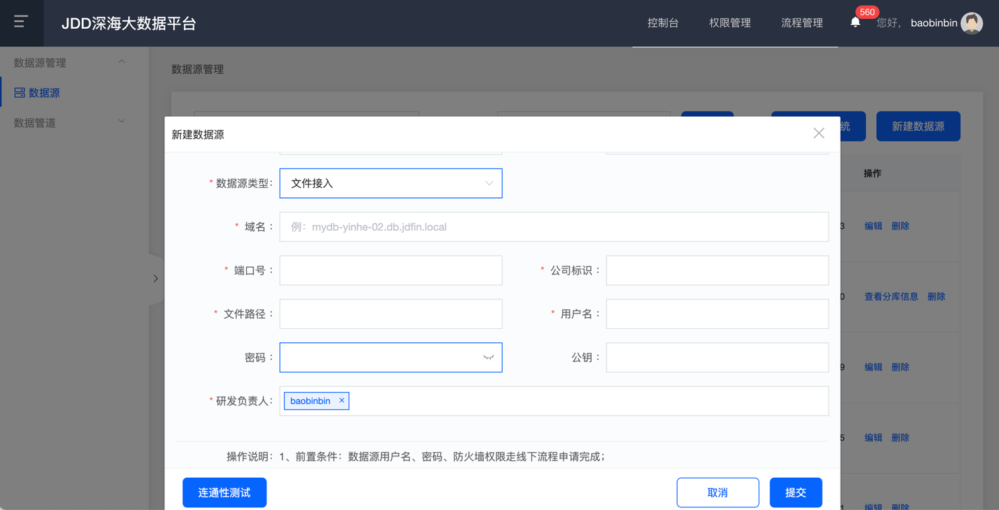 JDD深海大数据平台
控制台 权限管理 流程管理 560 您好， baobinbin
数据源管理
数据源
数据管道
数据源管理
统 新建数据源
新建数据源
操作
* 数据源类型： 文件接入
* 域名： 例：mydb-yinhe-02.db.jdfin.local
3 编辑 删除
* 端口号： * 公司标识：
0 查看分库信息 删除
* 文件路径： * 用户名：
密码： 公钥：
9 编辑 删除
* 研发负责人： baobinbin ×
5 编辑 删除
操作说明：1、前置条件：数据源用户名、密码、防火墙权限走线下流程申请完成；
连通性测试 取消 提交
1 编辑 删除